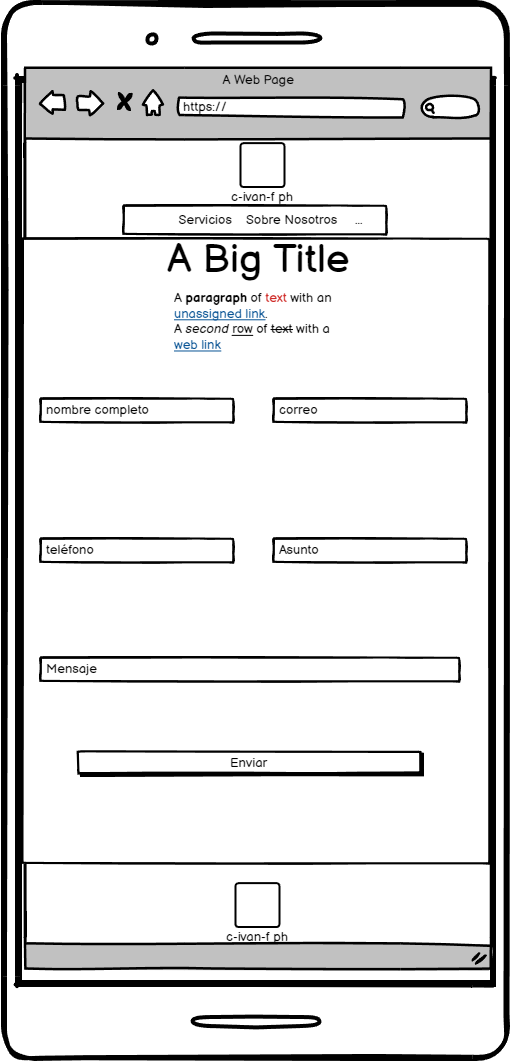 A Web Page
https://
c-ivan-f ph
Servicios Sobre Nosotros ...
A Big Title
A paragraph of text with an
unassigned link.
A second row of text with a
web link
nombre completo
correo
teléfono
Asunto
Mensaje
Enviar
c-ivan-f ph